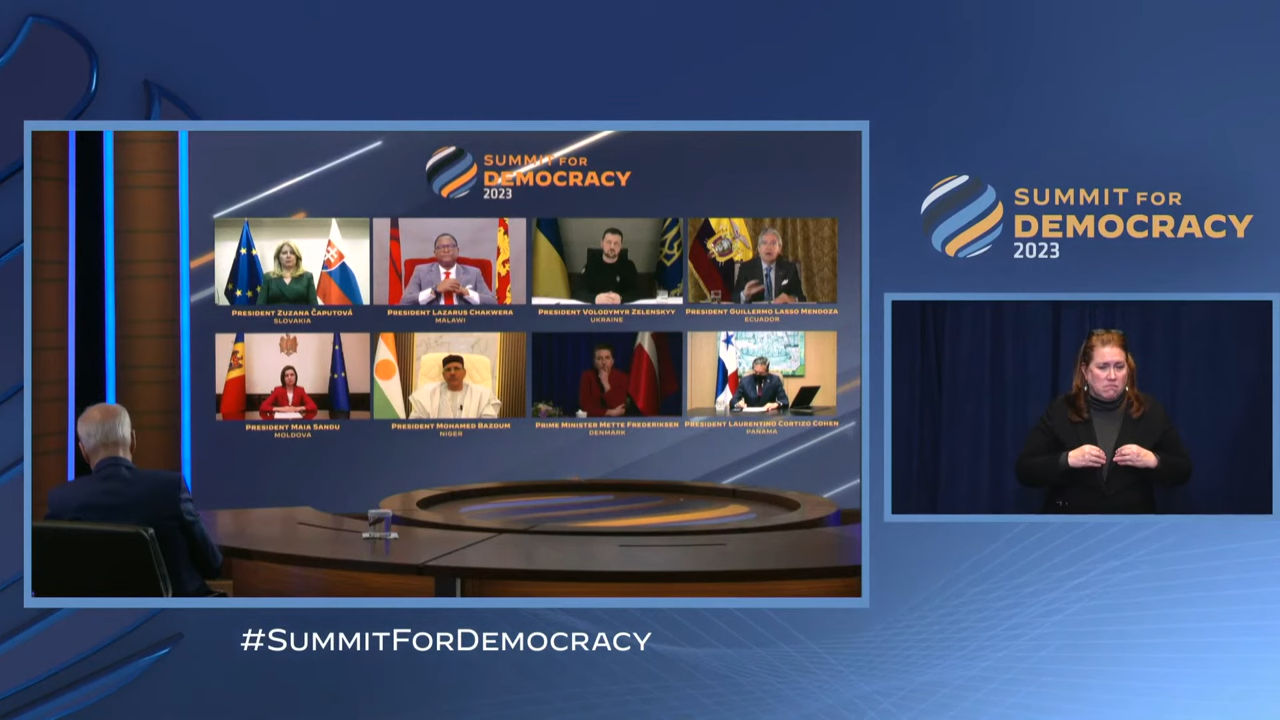 SUMMIT FOR
DEMOCRACY
2023
PRESIDENT ZUZANA ČAPUTOVÁ
SLOVAKIA
PRESIDENT LAZARUS CHAKWERA
MALAWI
PRESIDENT VOLODYMYR ZELENSKYY
UKRAINE
PRESIDENT GUILLERMO LASSO MENDOZA
ECUADOR
PRESIDENT MAIA SANDU
MOLDOVA
PRESIDENT MOHAMED BAZOUM
NIGER
PRIME MINISTER METTE FREDERIKSEN
DENMARK
PRESIDENT LAURENTINO CORTIZO COHEN
PANAMA
SUMMIT FOR
DEMOCRACY
2023
#SUMMITFORDEMOCRACY